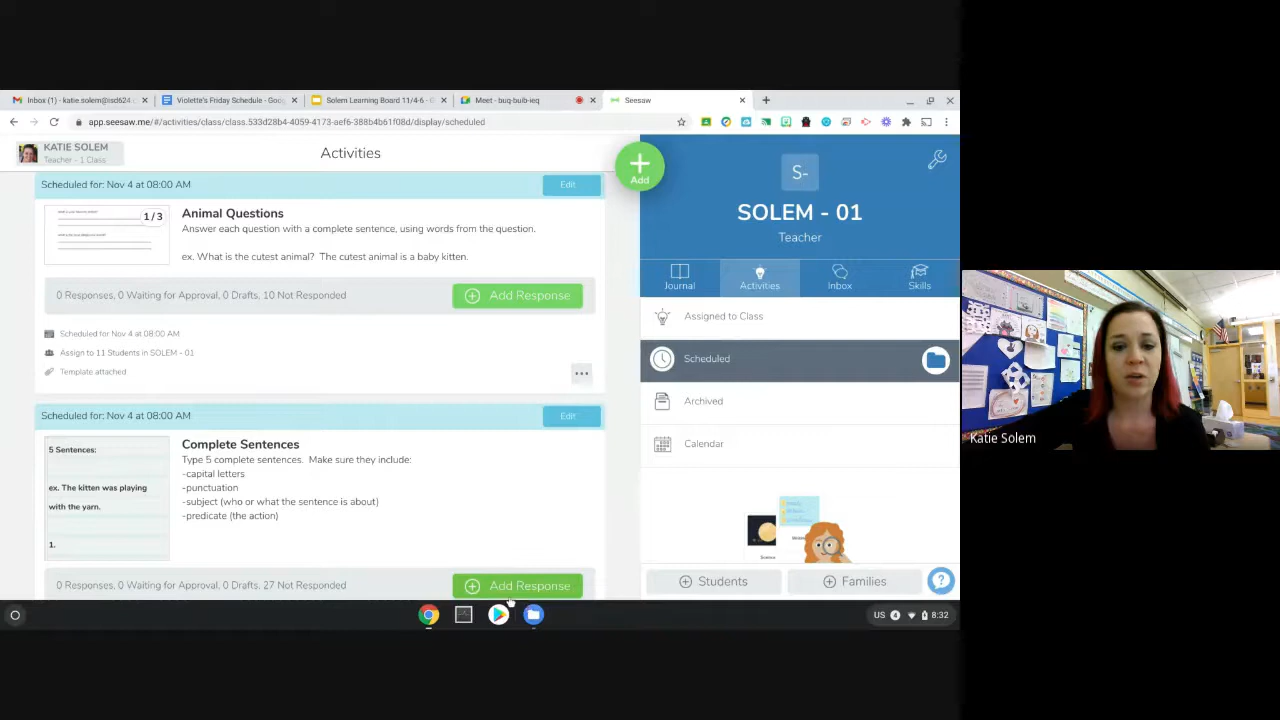 Inbox (1) - katie.solem@isd624.c
Violette's Friday Schedule - Goog
Solem Learning Board 11/4-6 - G
Meet - buq-buib-ieq
Seesaw
app.seesaw.me/#/activities/class/class.533d28b4-4059-4173-aef6-388b4b61f08d/display/scheduled
KATIE SOLEM
Teacher - 1 Class
Activities
Add
S-
SOLEM - 01
Teacher
Journal
Activities
Inbox
Skills
Assigned to Class
Scheduled
Archived
Calendar
Students
Families
?
Scheduled for: Nov 4 at 08:00 AM
Edit
1 / 3
Animal Questions
Answer each question with a complete sentence, using words from the question.
ex. What is the cutest animal? The cutest animal is a baby kitten.
0 Responses, 0 Waiting for Approval, 0 Drafts, 10 Not Responded
Add Response
Scheduled for Nov 4 at 08:00 AM
Assign to 11 Students in SOLEM - 01
Template attached
Scheduled for: Nov 4 at 08:00 AM
Edit
5 Sentences:
ex. The kitten was playing
with the yarn.
1.
Complete Sentences
Type 5 complete sentences. Make sure they include:
-capital letters
-punctuation
-subject (who or what the sentence is about)
-predicate (the action)
0 Responses, 0 Waiting for Approval, 0 Drafts, 27 Not Responded
Add Response
US
4
8:32
Katie Solem